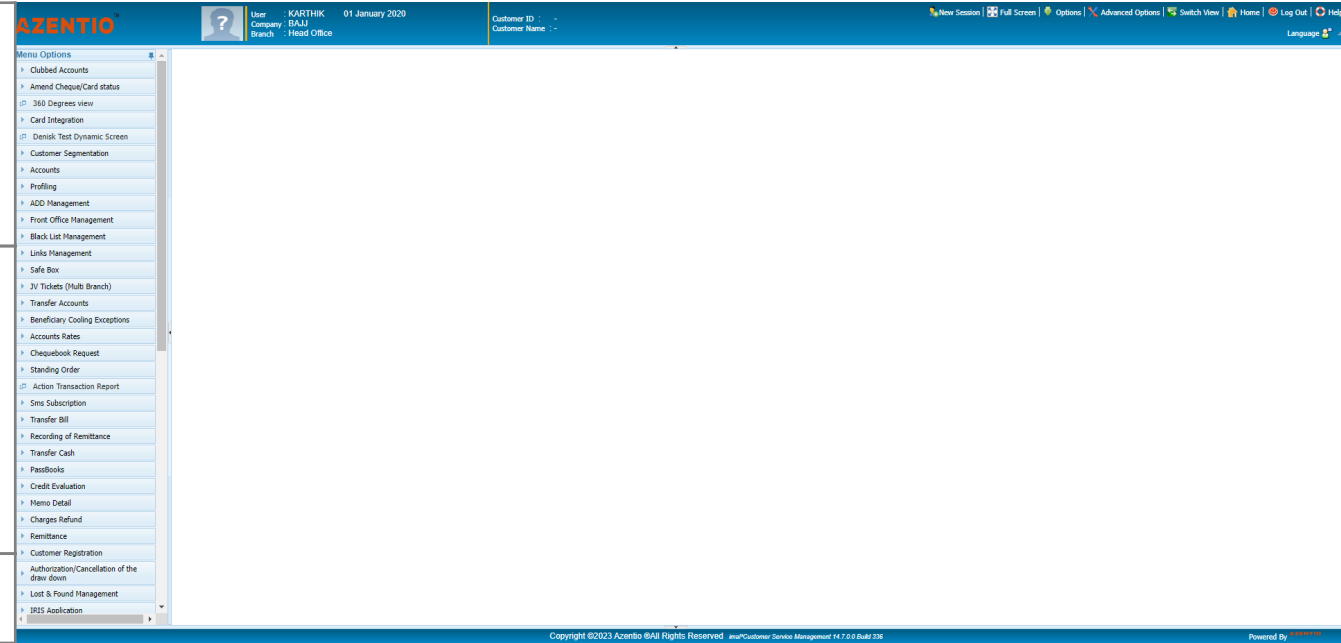 AZENTIO™
User : KARTHIK 01 January 2020
Company : BAJJ
Branch : Head Office
Customer ID : -
Customer Name : -
New Session | Full Screen | Options | Advanced Options | Switch View | Home | Log Out | Help
Language
Menu Options
Clubbed Accounts
Amend Cheque/Card status
360 Degrees view
Card Integration
Denisk Test Dynamic Screen
Customer Segmentation
Accounts
Profiling
ADD Management
Front Office Management
Black List Management
Links Management
Safe Box
JV Tickets (Multi Branch)
Transfer Accounts
Beneficiary Cooling Exceptions
Accounts Rates
Chequebook Request
Standing Order
Action Transaction Report
Sms Subscription
Transfer Bill
Recording of Remittance
Transfer Cash
PassBooks
Credit Evaluation
Memo Detail
Charges Refund
Remittance
Customer Registration
Authorization/Cancellation of the
draw down
Lost & Found Management
IRIS Application
Copyright ©2023 Azentio ®All Rights Reserved imal®Customer Service Management 14.7.0.0 Build 336
Powered By AZENTIO